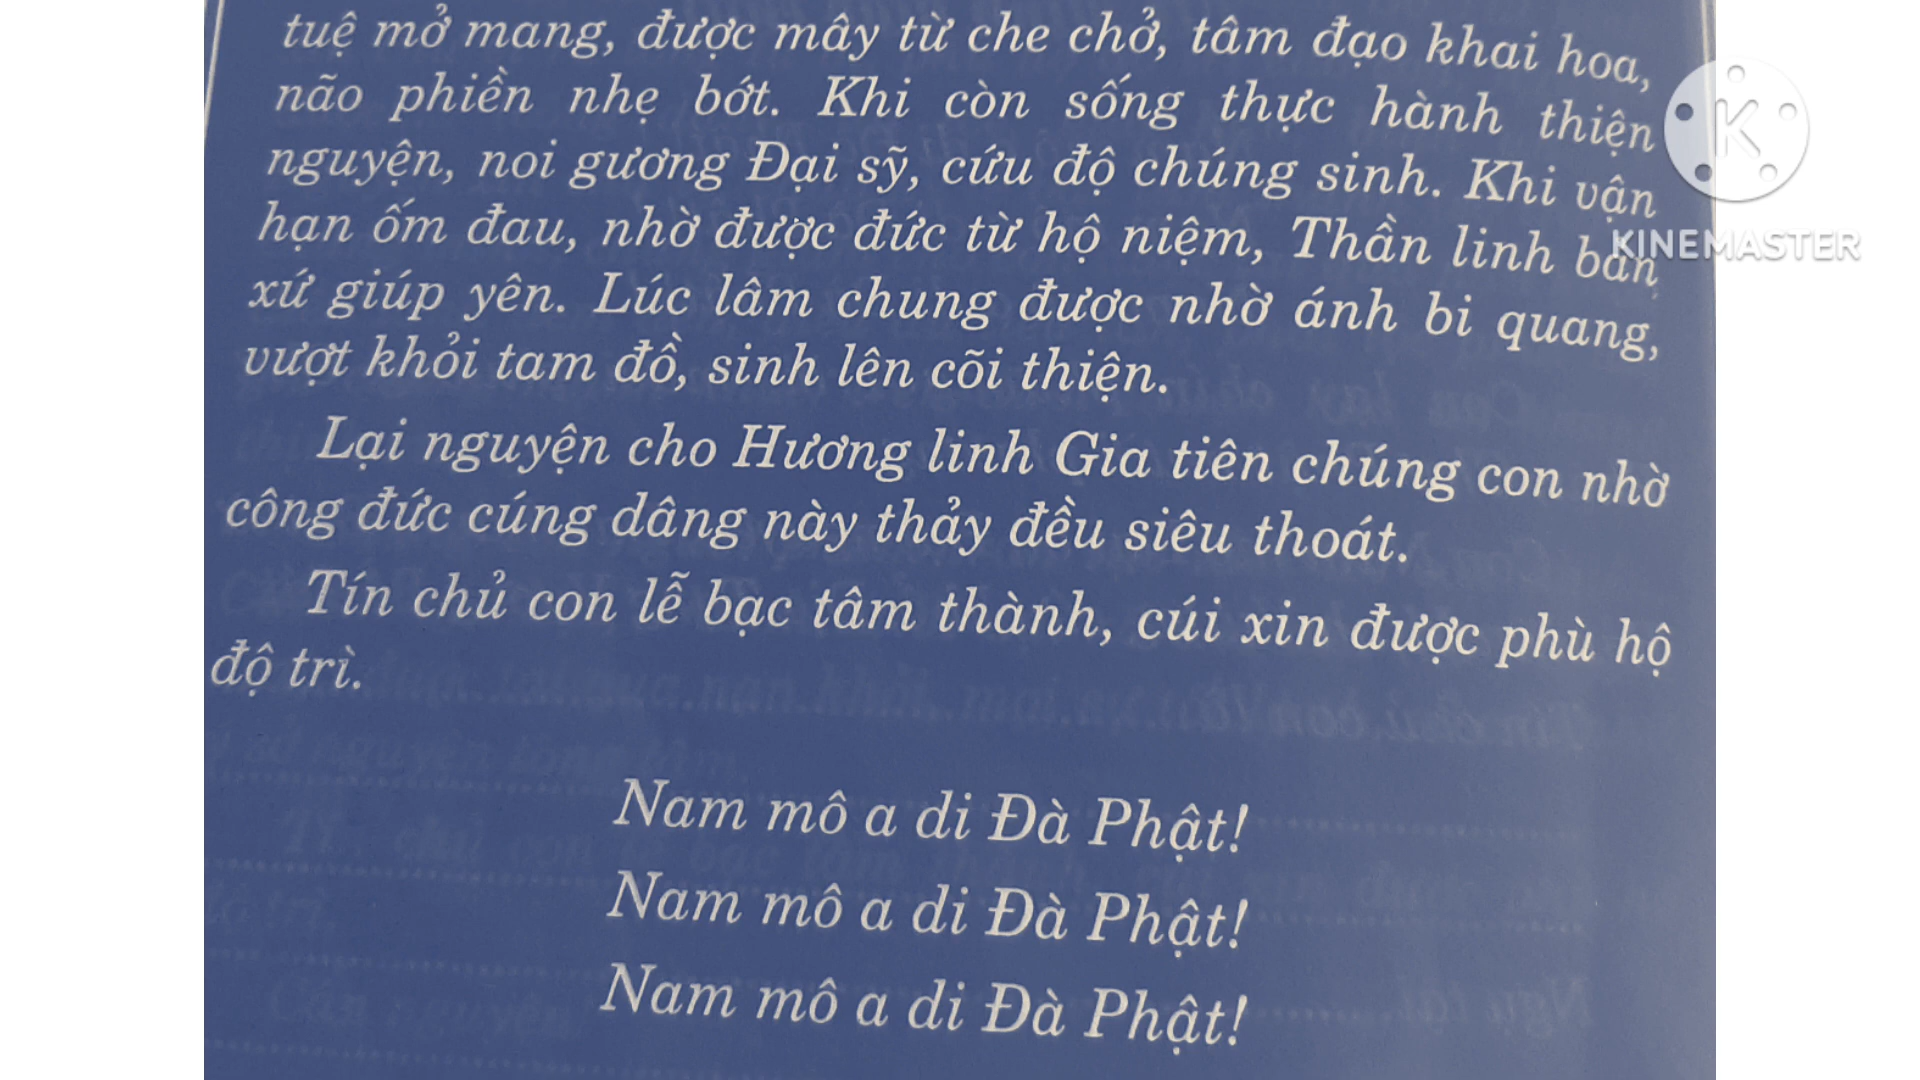 tuệ mở mang, được mây từ che chở, tâm đạo khai hoa,
não phiền nhẹ bớt. Khi còn sống thực hành thiện
nguyện, noi gương Đại sỹ, cứu độ chúng sinh. Khi vận
hạn ốm đau, nhờ được đức từ hộ niệm, Thần linh bản
xứ giúp yên. Lúc lâm chung được nhờ ánh bi quang,
vượt khỏi tam đồ, sinh lên cõi thiện.
Lại nguyện cho Hương linh Gia tiên chúng con nhờ
công đức cúng dâng này thảy đều siêu thoát.
Tín chủ con lễ bạc tâm thành, cúi xin được phù hộ
độ trì.
Nam mô a di Đà Phật!
Nam mô a di Đà Phật!
Nam mô a di Đà Phật!
K
KINEMASTER